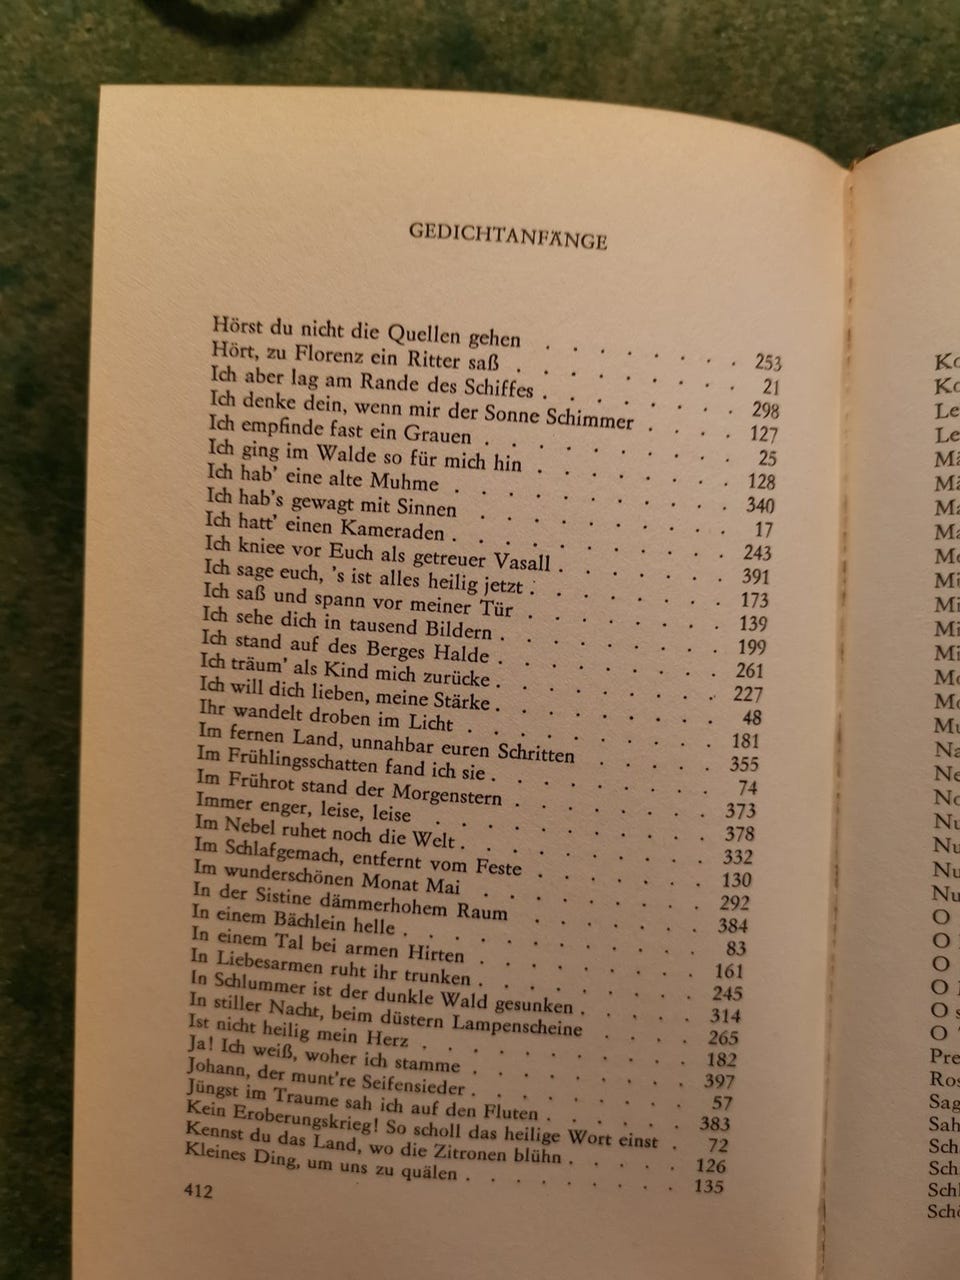 GEDICHTANFÄNGE
Hörst du nicht die Quellen gehen . . . . . . . 253
Hört, zu Florenz ein Ritter saß . . . . . . . 21
Ich aber lag am Rande des Schiffes . . . . . . 298
Ich denke dein, wenn mir der Sonne Schimmer . . . . 127
Ich empfinde fast ein Grauen . . . . . . . . 25
Ich ging im Walde so für mich hin . . . . . . 128
Ich hab' eine alte Muhme . . . . . . . . 340
Ich hab's gewagt mit Sinnen . . . . . . . . 17
Ich hatt' einen Kameraden . . . . . . . . 243
Ich kniee vor Euch als getreuer Vasall . . . . . . 391
Ich sage euch, 's ist alles heilig jetzt . . . . . . 173
Ich saß und spann vor meiner Tür . . . . . . 139
Ich sehe dich in tausend Bildern . . . . . . . 199
Ich stand auf des Berges Halde . . . . . . . 261
Ich träum' als Kind mich zurücke . . . . . . . 227
Ich will dich lieben, meine Stärke . . . . . . . 48
Ihr wandelt droben im Licht . . . . . . . . 181
Im fernen Land, unnahbar euren Schritten . . . . . 355
Im Frühlingsschatten fand ich sie . . . . . . . 74
Im Frührot stand der Morgenstern . . . . . . . 373
Immer enger, leise, leise . . . . . . . . . 378
Im Nebel ruhet noch die Welt . . . . . . . . 332
Im Schlafgemach, entfernt vom Feste . . . . . . 130
Im wunderschönen Monat Mai . . . . . . . . 292
In der Sistine dämmerhohem Raum . . . . . . 384
In einem Bächlein helle . . . . . . . . . . 83
In einem Tal bei armen Hirten . . . . . . . . 161
In Liebesarmen ruht ihr trunken . . . . . . . . 245
In Schlummer ist der dunkle Wald gesunken . . . . . 314
In stiller Nacht, beim düstern Lampenscheine . . . . 265
Ist nicht heilig mein Herz . . . . . . . . . 182
Ja! Ich weiß, woher ich stamme . . . . . . . . 397
Johann, der munt're Seifensieder . . . . . . . . 57
Jüngst im Traume sah ich auf den Fluten . . . . . 383
Kein Eroberungskrieg! So scholl das heilige Wort einst . 72
Kennst du das Land, wo die Zitronen blühn . . . . . 126
Kleines Ding, um uns zu quälen . . . . . . . . 135
412